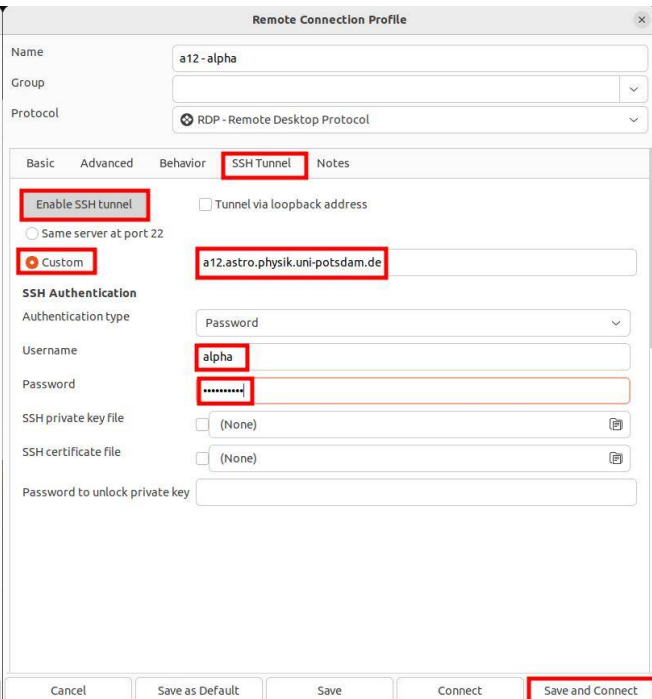 Remote Connection Profile
Name a12 - alpha
Group
Protocol RDP - Remote Desktop Protocol
Basic Advanced Behavior SSH Tunnel Notes
Enable SSH tunnel Tunnel via loopback address
Same server at port 22
Custom a12.astro.physik.uni-potsdam.de
SSH Authentication
Authentication type Password
Username alpha
Password ••••••••••
SSH private key file (None)
SSH certificate file (None)
Password to unlock private key
Cancel Save as Default Save Connect Save and Connect